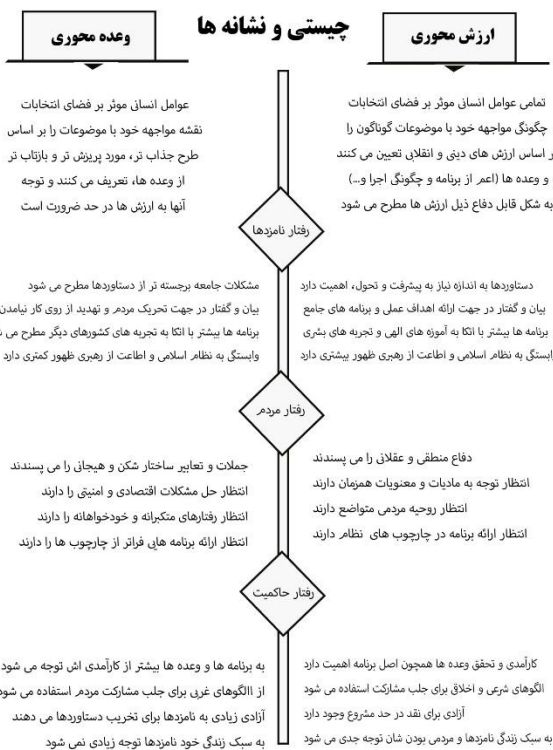 چیستی و نشانه ها
ارزش محوری
وعده محوری
تمامی عوامل انسانی موثر بر فضای انتخابات
چگونگی مواجهه خود با موضوعات گوناگون را
بر اساس ارزش های دینی و انقلابی تعیین می کنند
و وعده ها (اعم از برنامه و چگونگی اجرا و...)
به شکل قابل دفاع ذیل ارزش ها مطرح می شود
عوامل انسانی موثر بر فضای انتخابات
نقشه مواجهه خود با موضوعات را بر اساس
طرح جذاب تر، مورد پریزش تر و بازتاب تر
از وعده ها، تعریف می کنند و توجه
آنها به ارزش ها در حد ضرورت است
رفتار نامزدها
دستاوردها به اندازه نیاز به پیشرفت و تحول، اهمیت دارد
بیان و گفتار در جهت ارائه اهداف عملی و برنامه های جامع
برنامه ها بیشتر با اتکا به آموزه های الهی و تجربه های بشری
وابستگی به نظام اسلامی و اطاعت از رهبری ظهور بیشتری دارد
مشکلات جامعه برجسته تر از دستاوردها مطرح می شود
بیان و گفتار در جهت تحریک مردم و تهدید از روی کار نیامدن
برنامه ها بیشتر با اتکا به تجربه های کشورهای دیگر مطرح می
وابستگی به نظام اسلامی و اطاعت از رهبری ظهور کمتری دارد
رفتار مردم
دفاع منطقی و عقلانی را می پسندند
انتظار توجه به مادیات و معنویات همزمان دارند
انتظار روحیه مردمی متواضع دارند
انتظار ارائه برنامه در چارچوب های نظام دارند
جملات و تعابیر ساختار شکن و هیجانی را می پسندند
انتظار حل مشکلات اقتصادی و امنیتی را دارند
انتظار رفتارهای متکبرانه و خودخواهانه را دارند
انتظار ارائه برنامه هایی فراتر از چارچوب ها را دارند
رفتار حاکمیت
کارآمدی و تحقق وعده ها همچون اصل برنامه اهمیت دارد
الگوهای شرعی و اخلاقی برای جلب مشارکت استفاده می شود
آزادی برای نقد در حد مشروع وجود دارد
به سبک زندگی نامزدها و مردمی بودن شان توجه جدی می شود
به برنامه ها و وعده ها بیشتر از کارآمدی اش توجه می شود
از االگوهای غربی برای جلب مشارکت مردم استفاده می شود
آزادی زیادی به نامزدها برای تخریب دستاوردها می دهند
به سبک زندگی خود نامزدها توجه زیادی نمی شود